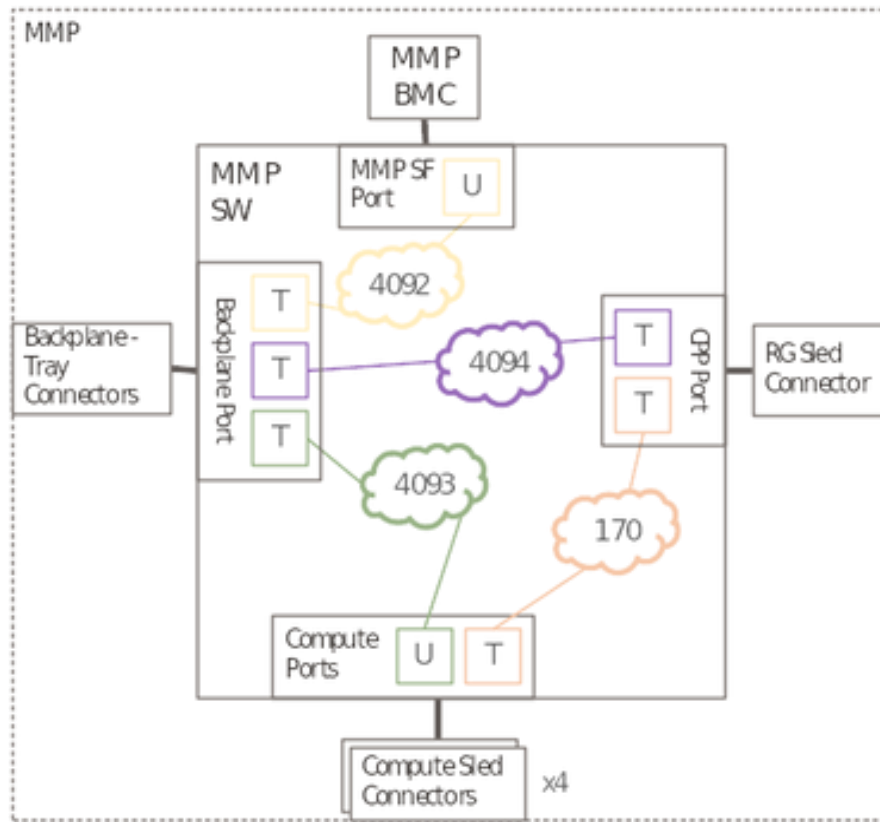 MMP
MMP
BMC
MMP
SW
MMP SF
Port
U
4092
Backplane Port
T
T
T
4094
T
T
CPP Port
Backplane -
Tray
Connectors
RG Sled
Connector
4093
170
Compute
Ports
U
T
Compute Sled
Connectors
x4